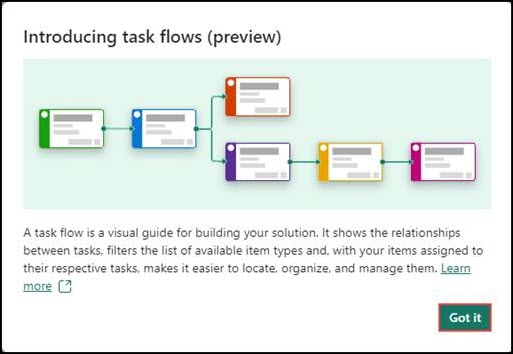 Introducing task flows (preview)
A task flow is a visual guide for building your solution. It shows the relationships
between tasks, filters the list of available item types and, with your items assigned to
their respective tasks, makes it easier to locate, organize, and manage them. Learn
more
Got it